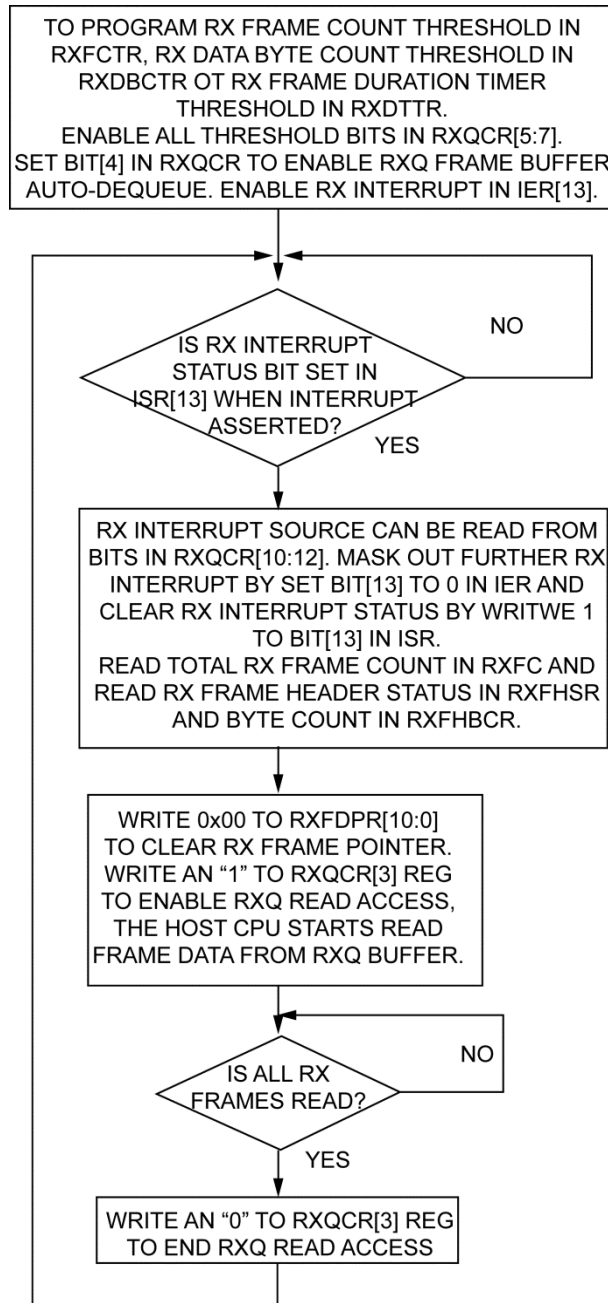 TO PROGRAM RX FRAME COUNT THRESHOLD IN
RXFCTR, RX DATA BYTE COUNT THRESHOLD IN
RXDBCTR OT RX FRAME DURATION TIMER
THRESHOLD IN RXDTTR.
ENABLE ALL THRESHOLD BITS IN RXQCR[5:7].
SET BIT[4] IN RXQCR TO ENABLE RXQ FRAME BUFFER
AUTO-DEQUEUE. ENABLE RX INTERRUPT IN IER[13].
NO
IS RX INTERRUPT
STATUS BIT SET IN
ISR[13] WHEN INTERRUPT
ASSERTED?
YES
RX INTERRUPT SOURCE CAN BE READ FROM
BITS IN RXQCR[10:12]. MASK OUT FURTHER RX
INTERRUPT BY SET BIT[13] TO 0 IN IER AND
CLEAR RX INTERRUPT STATUS BY WRITWE 1
TO BIT[13] IN ISR.
READ TOTAL RX FRAME COUNT IN RXFC AND
READ RX FRAME HEADER STATUS IN RXFHSR
AND BYTE COUNT IN RXFHBCR.
WRITE 0x00 TO RXFDPR[10:0]
TO CLEAR RX FRAME POINTER.
WRITE AN “1” TO RXQCR[3] REG
TO ENABLE RXQ READ ACCESS,
THE HOST CPU STARTS READ
FRAME DATA FROM RXQ BUFFER.
NO
IS ALL RX
FRAMES READ?
YES
WRITE AN “0” TO RXQCR[3] REG
TO END RXQ READ ACCESS